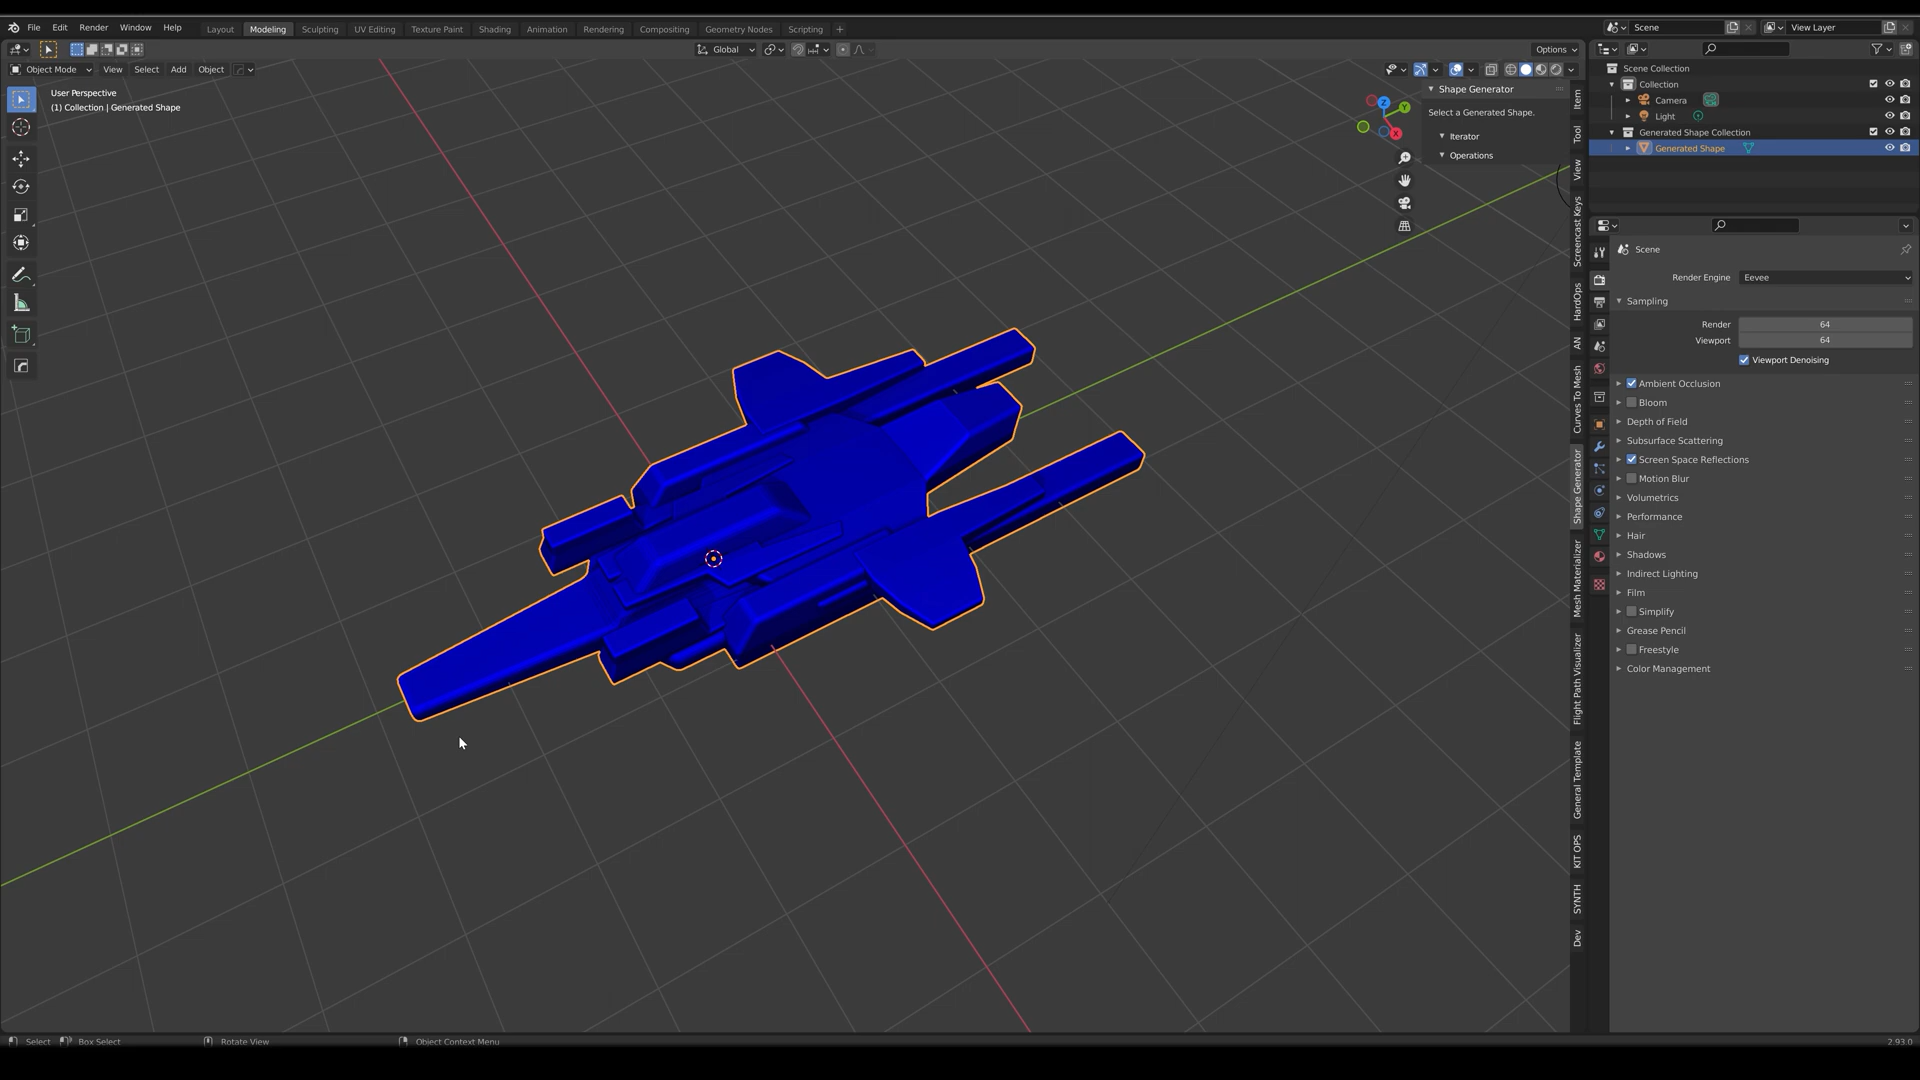 File Edit Render Window Help Layout Modeling Sculpting UV Editing Texture Paint Shading Animation Rendering Compositing Geometry Nodes Scripting + Scene View Layer
Global Options
Object Mode View Select Add Object
User Perspective
(1) Collection | Generated Shape
Z
Y
X
Shape Generator
Select a Generated Shape.
Iterator
Operations
Item
Tool
View
Screencast Keys
HardOps
AN
Curves To Mesh
Shape Generator
Mesh Materializer
Flight Path Visualizer
General Template
KIT OPS
SYNTH
Dev
Scene Collection
Collection
Camera
Light
Generated Shape Collection
Generated Shape
Scene
Render Engine Eevee
Sampling
Render 64
Viewport 64
Viewport Denoising
Ambient Occlusion
Bloom
Depth of Field
Subsurface Scattering
Screen Space Reflections
Motion Blur
Volumetrics
Performance
Hair
Shadows
Indirect Lighting
Film
Simplify
Grease Pencil
Freestyle
Color Management
Select Box Select Rotate View Object Context Menu 2.93.0